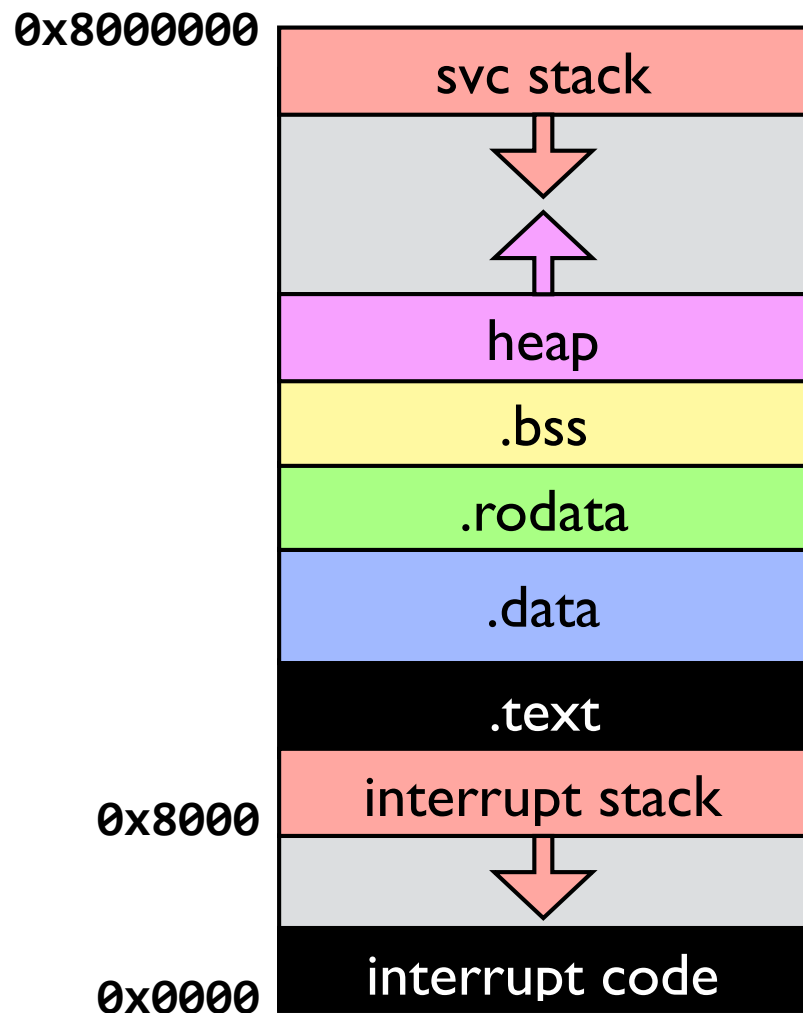 0x8000000
svc stack
heap
.bss
.rodata
.data
.text
interrupt stack
0x8000
interrupt code
0x0000